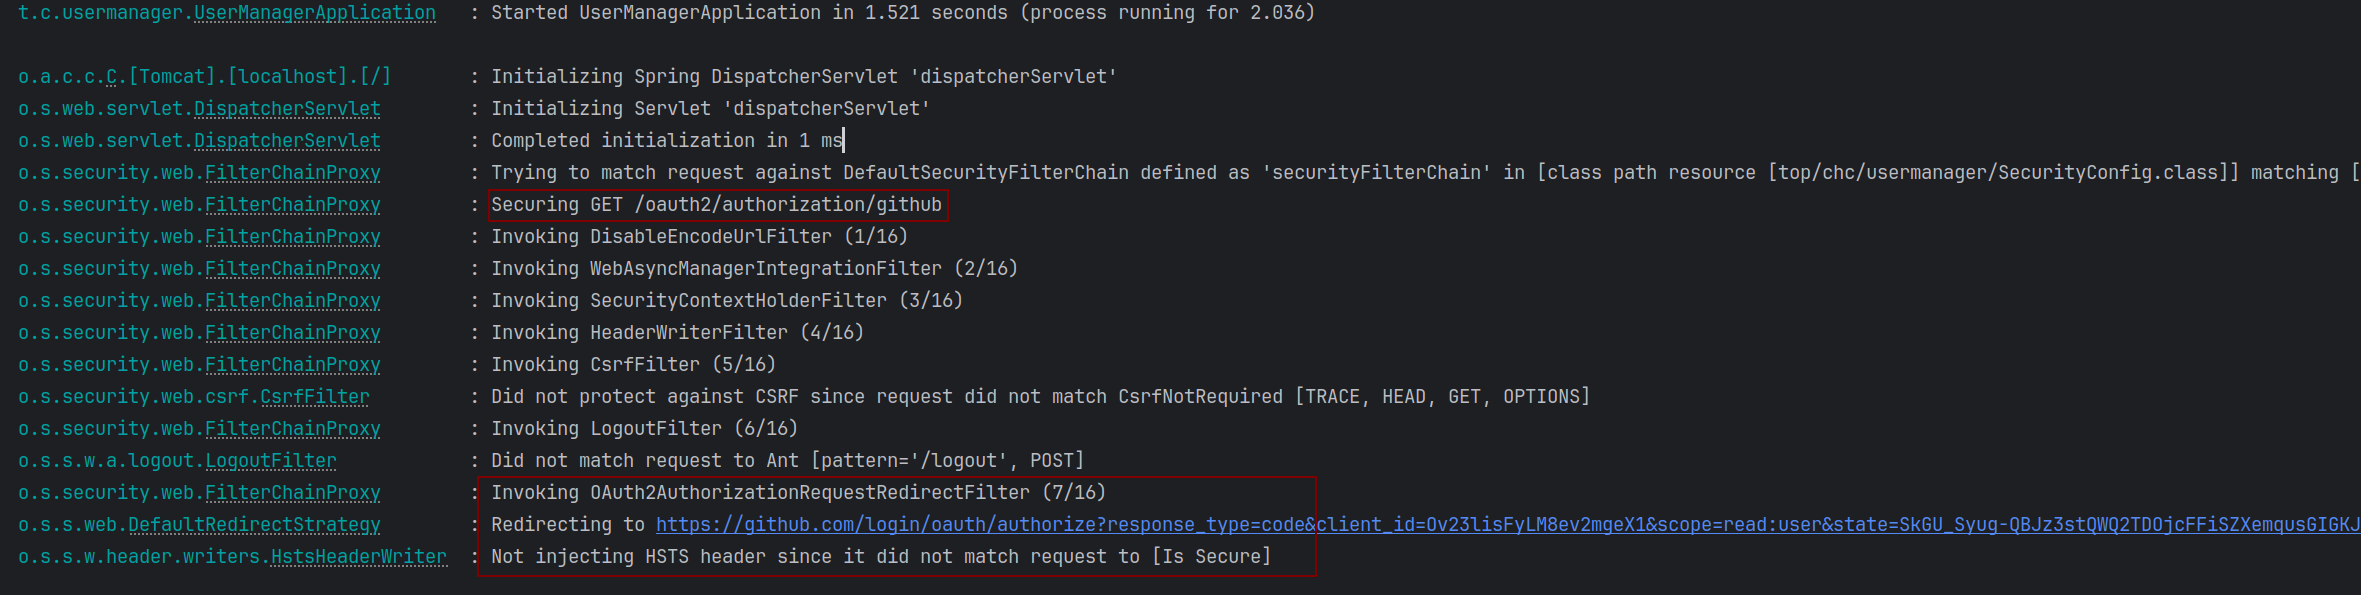 t.c.usermanager.UserManagerApplication : Started UserManagerApplication in 1.521 seconds (process running for 2.036)
o.a.c.c.C.[Tomcat].[localhost].[/] : Initializing Spring DispatcherServlet 'dispatcherServlet'
o.s.web.servlet.DispatcherServlet : Initializing Servlet 'dispatcherServlet'
o.s.web.servlet.DispatcherServlet : Completed initialization in 1 ms
o.s.security.web.FilterChainProxy : Trying to match request against DefaultSecurityFilterChain defined as 'securityFilterChain' in [class path resource [top/chc/usermanager/SecurityConfig.class]] matching [
o.s.security.web.FilterChainProxy : Securing GET /oauth2/authorization/github
o.s.security.web.FilterChainProxy : Invoking DisableEncodeUrlFilter (1/16)
o.s.security.web.FilterChainProxy : Invoking WebAsyncManagerIntegrationFilter (2/16)
o.s.security.web.FilterChainProxy : Invoking SecurityContextHolderFilter (3/16)
o.s.security.web.FilterChainProxy : Invoking HeaderWriterFilter (4/16)
o.s.security.web.FilterChainProxy : Invoking CsrfFilter (5/16)
o.s.security.web.csrf.CsrfFilter : Did not protect against CSRF since request did not match CsrfNotRequired [TRACE, HEAD, GET, OPTIONS]
o.s.security.web.FilterChainProxy : Invoking LogoutFilter (6/16)
o.s.s.w.a.logout.LogoutFilter : Did not match request to Ant [pattern='/logout', POST]
o.s.security.web.FilterChainProxy : Invoking OAuth2AuthorizationRequestRedirectFilter (7/16)
o.s.s.web.DefaultRedirectStrategy : Redirecting to https://github.com/login/oauth/authorize?response_type=code&client_id=Ov23lisFyLM8ev2mgeX1&scope=read:user&state=SkGU_Syug-QBJz3stQWQ2TDOjcFFiSZXemqusGIGKJ
o.s.s.w.header.writers.HstsHeaderWriter : Not injecting HSTS header since it did not match request to [Is Secure]